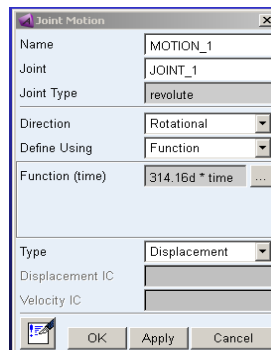 Joint Motion
Name MOTION_1
Joint JOINT_1
Joint Type revolute
Direction Rotational
Define Using Function
Function (time) 314.16d * time ...
Type Displacement
Displacement IC
Velocity IC
OK Apply Cancel